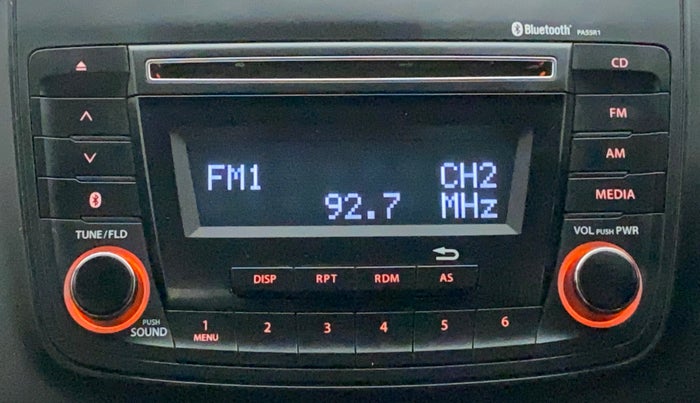 Bluetooth PA55R1
CD
FM
AM
MEDIA
FM1 CH2
92.7 MHz
TUNE/FLD
VOL PUSH PWR
DISP RPT RDM AS
PUSH
SOUND
1 2 3 4 5 6
MENU